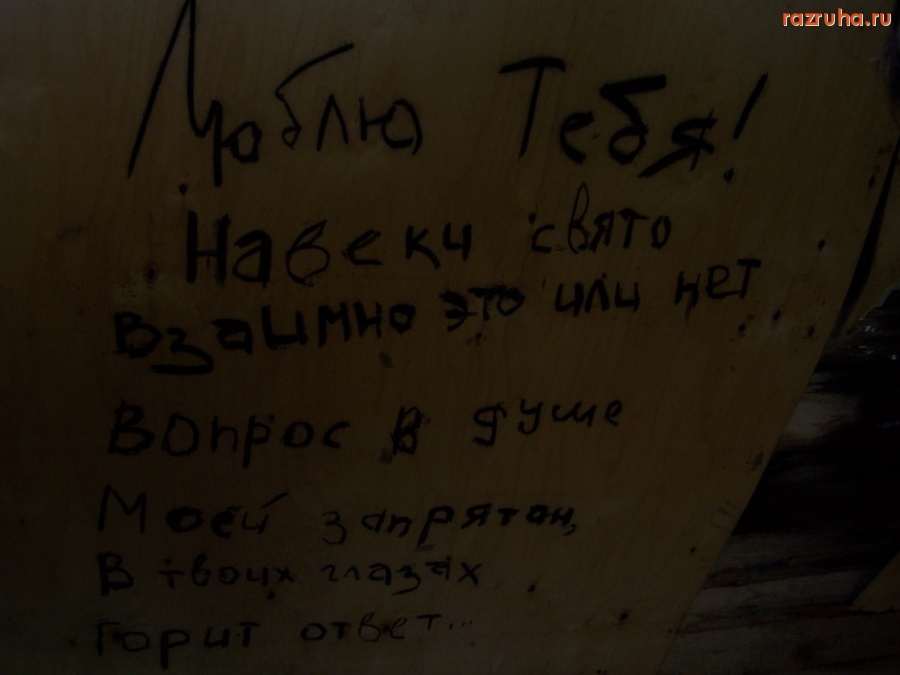 razruha.ru
Люблю Тебя!
Навеки свято
Взаимно это или нет
Вопрос в душе
Моей запрятан,
В твоих глазах
Горит ответ...